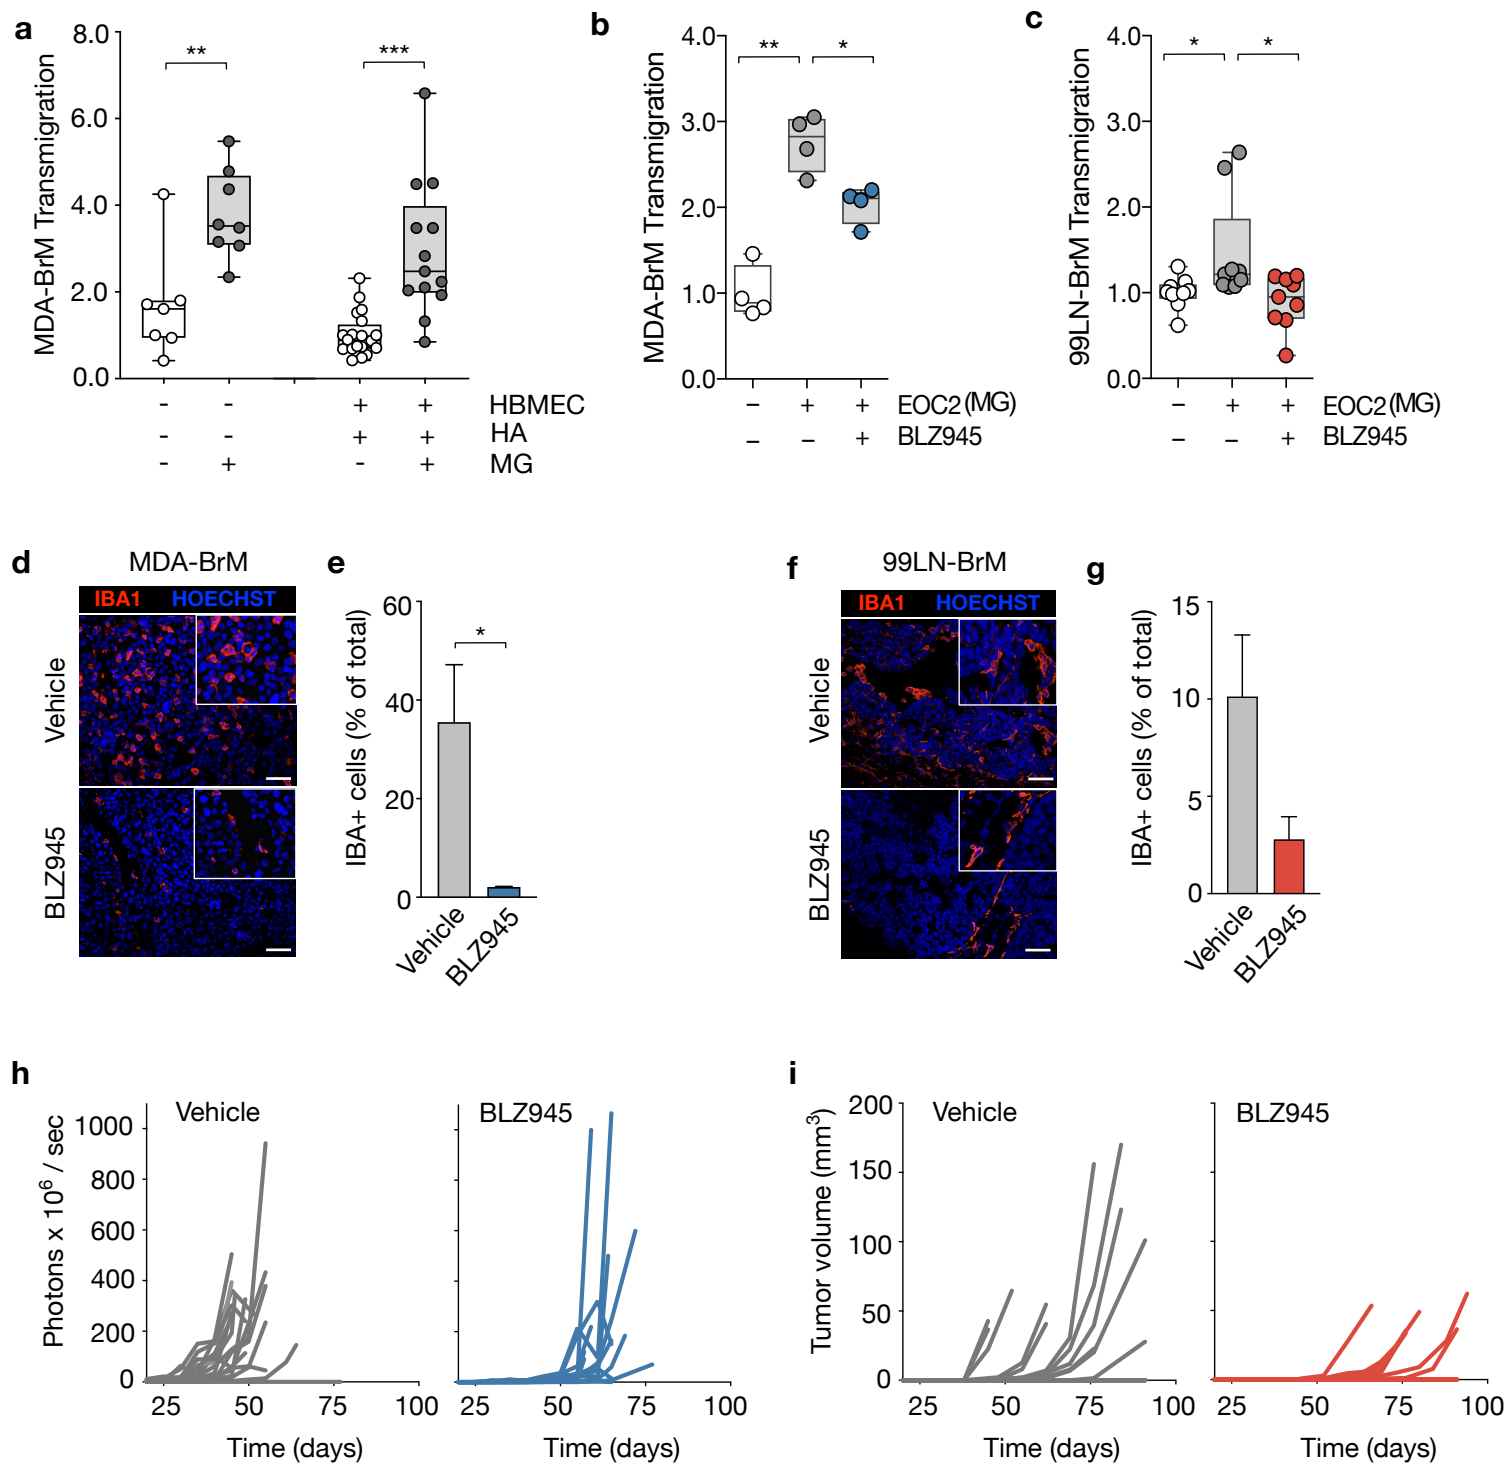 a
MDA-BrM Transmigration
8.0
6.0
4.0
2.0
0.0
**
***
- - + + HBMEC
- - + + HA
- + - + MG
b
MDA-BrM Transmigration
4.0
3.0
2.0
1.0
0.0
**
*
– + + EOC2 (MG)
– – + BLZ945
c
99LN-BrM Transmigration
4.0
3.0
2.0
1.0
0.0
*
*
– + + EOC2 (MG)
– – + BLZ945
d
MDA-BrM
IBA1 HOECHST
Vehicle
BLZ945
e
IBA+ cells (% of total)
60
40
20
0
*
Vehicle
BLZ945
f
99LN-BrM
IBA1 HOECHST
Vehicle
BLZ945
g
IBA+ cells (% of total)
15
10
5
0
Vehicle
BLZ945
h
Photons x 10⁶ / sec
Vehicle
1000
800
600
400
200
0
25 50 75 100
Time (days)
BLZ945
25 50 75 100
Time (days)
i
Tumor volume (mm³)
Vehicle
200
150
100
50
0
25 50 75 100
Time (days)
BLZ945
25 50 75 100
Time (days)